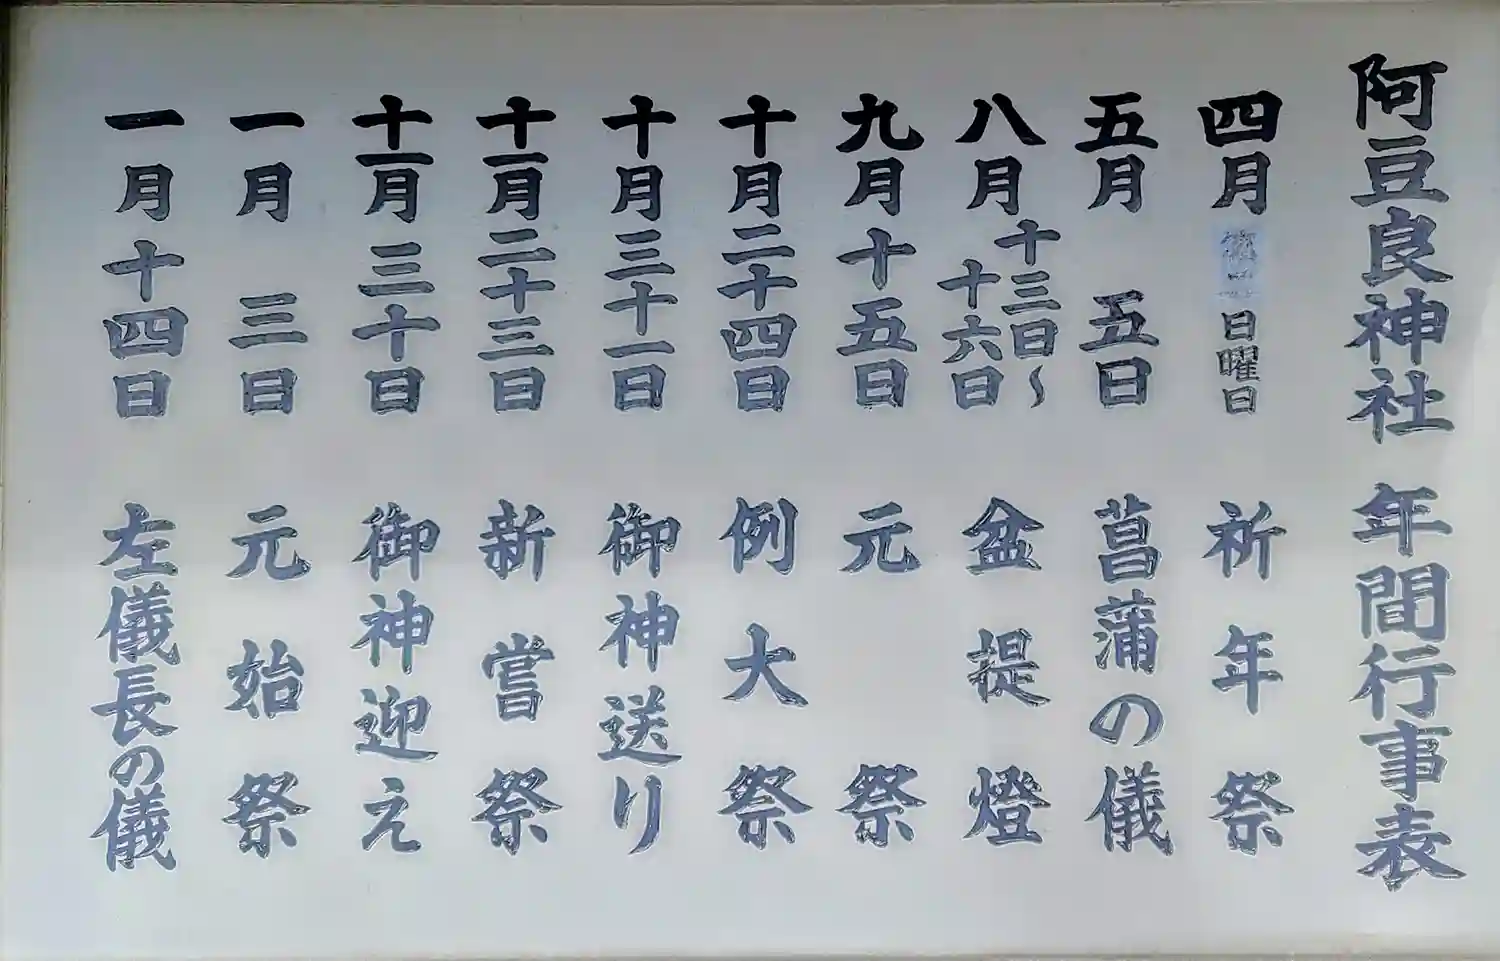 阿豆良神社 年間行事表
四月 日曜日 祈年祭
五月 五日 菖蒲の儀
八月 十三日〜十六日 盆提燈
九月 十五日 元祭
十月 二十四日 例大祭
十月 三十一日 御神送り
十一月 二十三日 新嘗祭
十一月 三十日 御神迎え
一月 三日 元始祭
一月 十四日 左儀長の儀